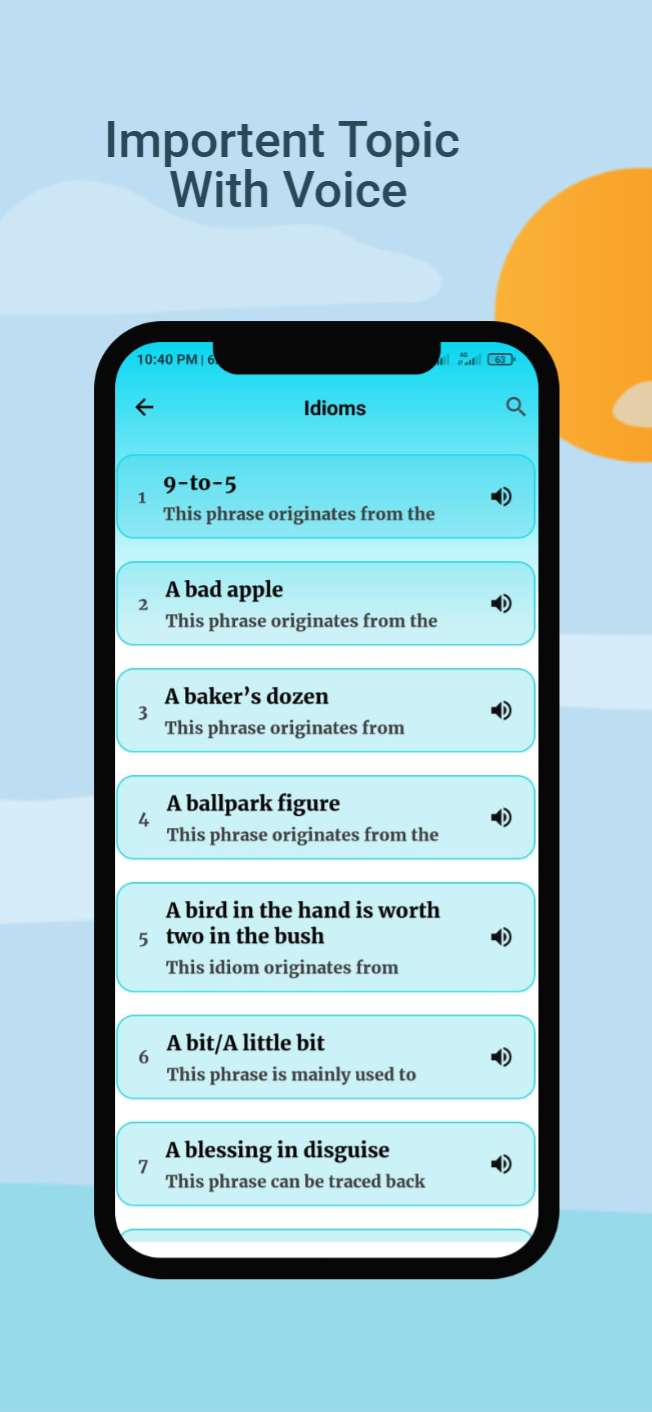 Importent Topic
With Voice
10:40 PM | 6
4G
63
Idioms
1
9-to-5
This phrase originates from the
2
A bad apple
This phrase originates from the
3
A baker’s dozen
This phrase originates from
4
A ballpark figure
This phrase originates from the
5
A bird in the hand is worth
two in the bush
This idiom originates from
6
A bit/A little bit
This phrase is mainly used to
7
A blessing in disguise
This phrase can be traced back